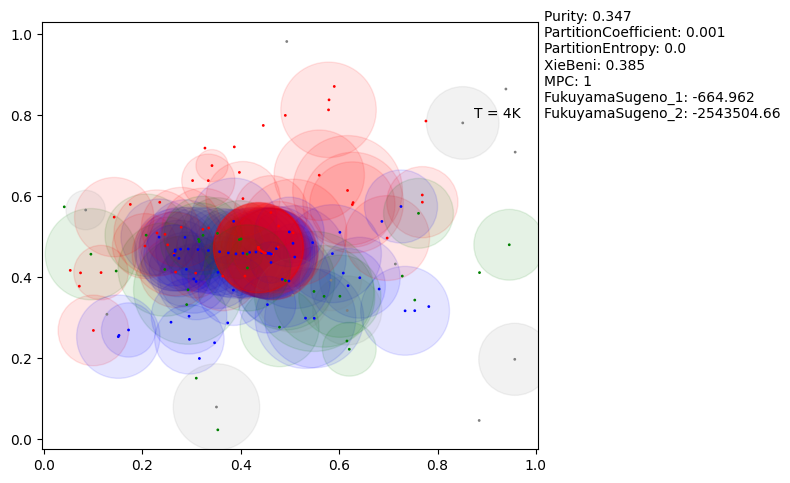 Purity: 0.347
PartitionCoefficient: 0.001
PartitionEntropy: 0.0
XieBeni: 0.385
MPC: 1
FukuyamaSugeno_1: -664.962
FukuyamaSugeno_2: -2543504.66
T = 4K
1.0
0.8
0.6
0.4
0.2
0.0
0.0 0.2 0.4 0.6 0.8 1.0